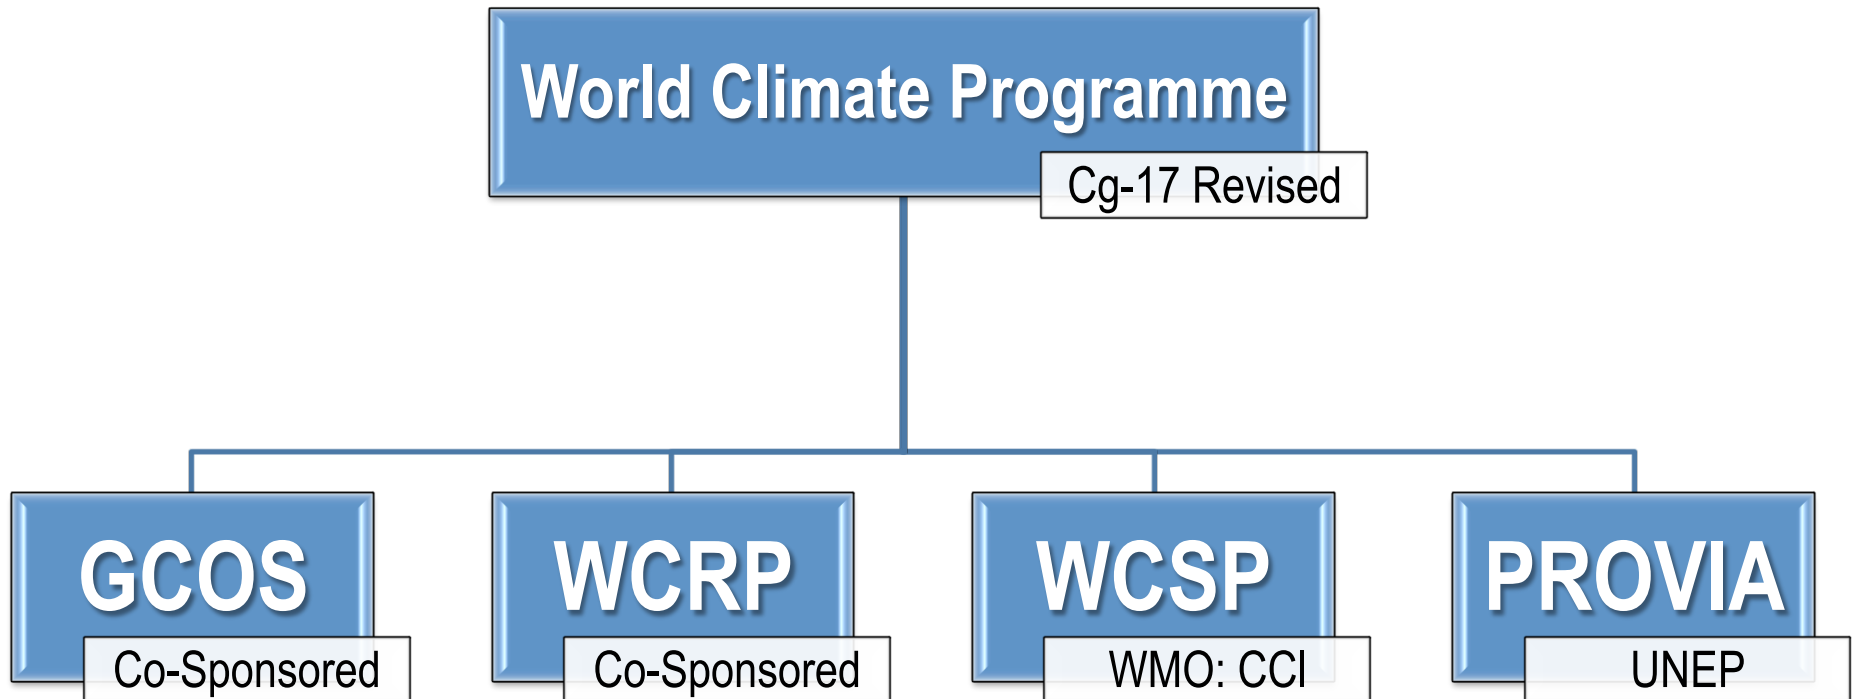 World Climate Programme
Cg-17 Revised
GCOS
Co-Sponsored
WCRP
Co-Sponsored
WCSP
WMO: CCl
PROVIA
UNEP